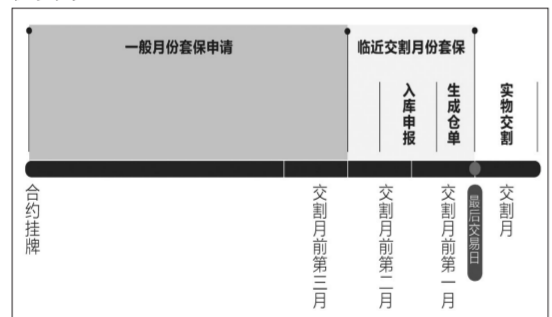 一般月份套保申请
临近交割月份套保
入库申报
生成仓单
实物交割
合约挂牌
交割月前第三月
交割月前第二月
交割月前第一月
最后交易日
交割月